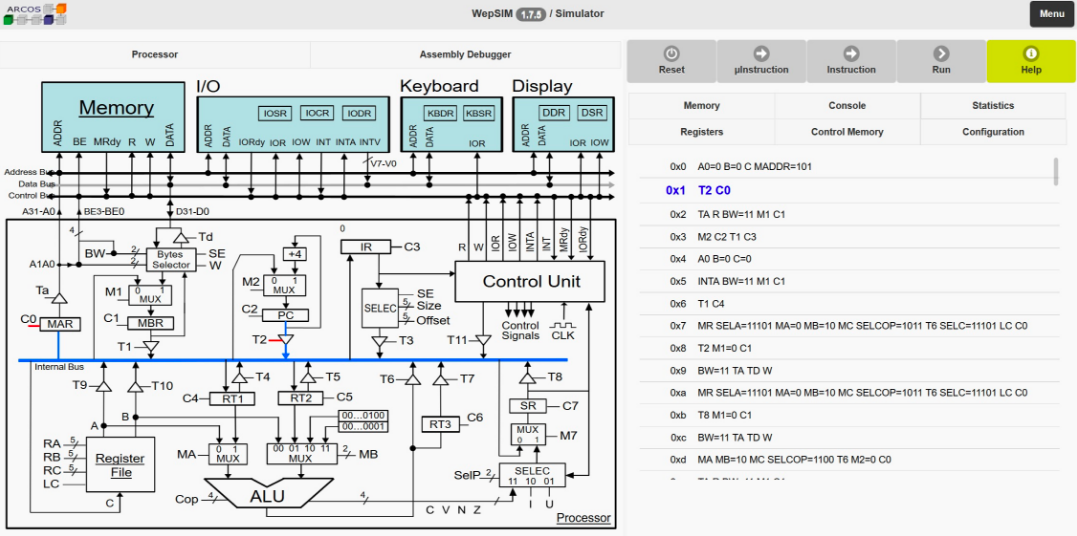 ARCOS
WepSIM 1.7.5 / Simulator
Menu
Processor
Assembly Debugger
Reset
µInstruction
Instruction
Run
Help
Memory
Console
Statistics
Registers
Control Memory
Configuration
0x0 A0=0 B=0 C MADDR=101
0x1 T2 C0
0x2 TA R BW=11 M1 C1
0x3 M2 C2 T1 C3
0x4 A0 B=0 C=0
0x5 INTA BW=11 M1 C1
0x6 T1 C4
0x7 MR SELA=11101 MA=0 MB=10 MC SELCOP=1011 T6 SELC=11101 LC C0
0x8 T2 M1=0 C1
0x9 BW=11 TA TD W
0xa MR SELA=11101 MA=0 MB=10 MC SELCOP=1011 T6 SELC=11101 LC C0
0xb T8 M1=0 C1
0xc BW=11 TA TD W
0xd MA MB=10 MC SELCOP=1100 T6 M2=0 C0
Memory
ADDR BE MRdy R W DATA
I/O
IOSR IOCR IODR
ADDR DATA IORdy IOR IOW INT INTA INTV
Keyboard
KBDR KBSR
ADDR DATA IOR
Display
DDR DSR
ADDR DATA IOR IOW
V7-V0
Address Bus
Data Bus
Control Bus
A31-A0 BE3-BE0 D31-D0
4
Td
BW 2 Bytes Selector SE
2 W
A1A0
Ta
M1 0 1 MUX
C0 MAR
C1 MBR
T1
+4
M2 0 1 MUX
C2 PC
T2
0
IR C3
SELEC SE
5 Size
5 Offset
T3
R W IOR IOW INTA INT MRdy IORdy
Control Unit
Control Signals
CLK
T11
Internal Bus
T9 T10 T4 T5 T6 T7 T8
C4 RT1
RT2 C5
RT3 C6
SR C7
MUX 0 1 M7
00...0100
00...0001
B
A
RA 5
RB 5
RC 5
LC
Register File
C
MA 0 1 MUX
00 01 10 11 MUX 2 MB
Cop 4 ALU 4
C V N Z
SelP 2 SELEC 11 10 01
I U
Processor